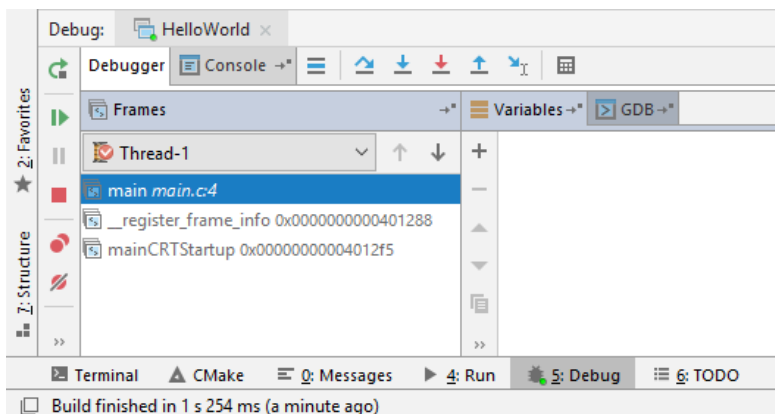 Debug: HelloWorld
Debugger Console
Frames
Variables GDB
2: Favorites
Thread-1
main main.c:4
__register_frame_info 0x0000000000401288
mainCRTStartup 0x00000000004012f5
7: Structure
Terminal CMake 0: Messages 4: Run 5: Debug 6: TODO
Build finished in 1 s 254 ms (a minute ago)